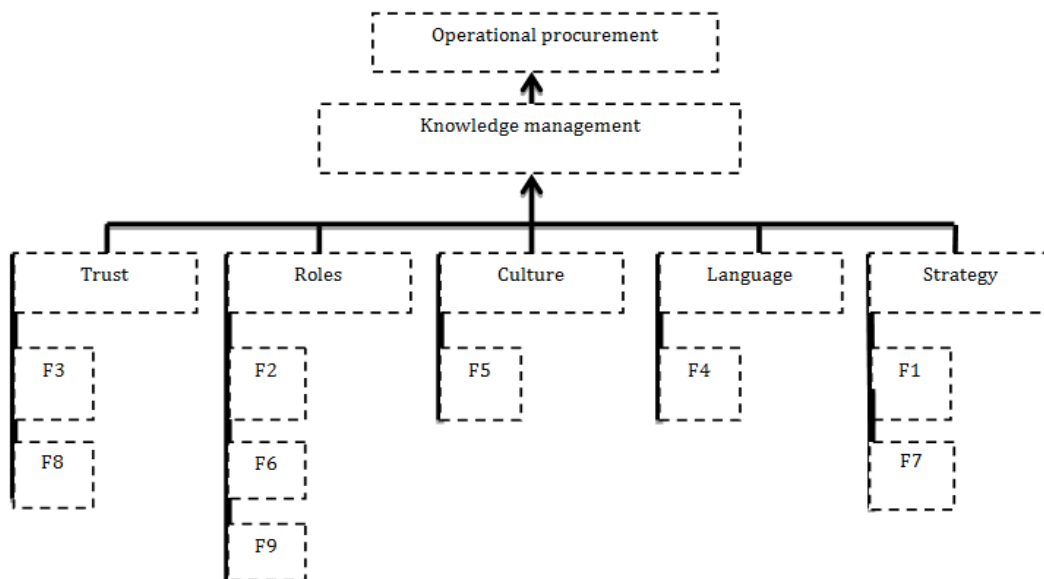 Operational procurement
Knowledge management
Trust
Roles
Culture
Language
Strategy
F3
F2
F5
F4
F1
F8
F6
F7
F9